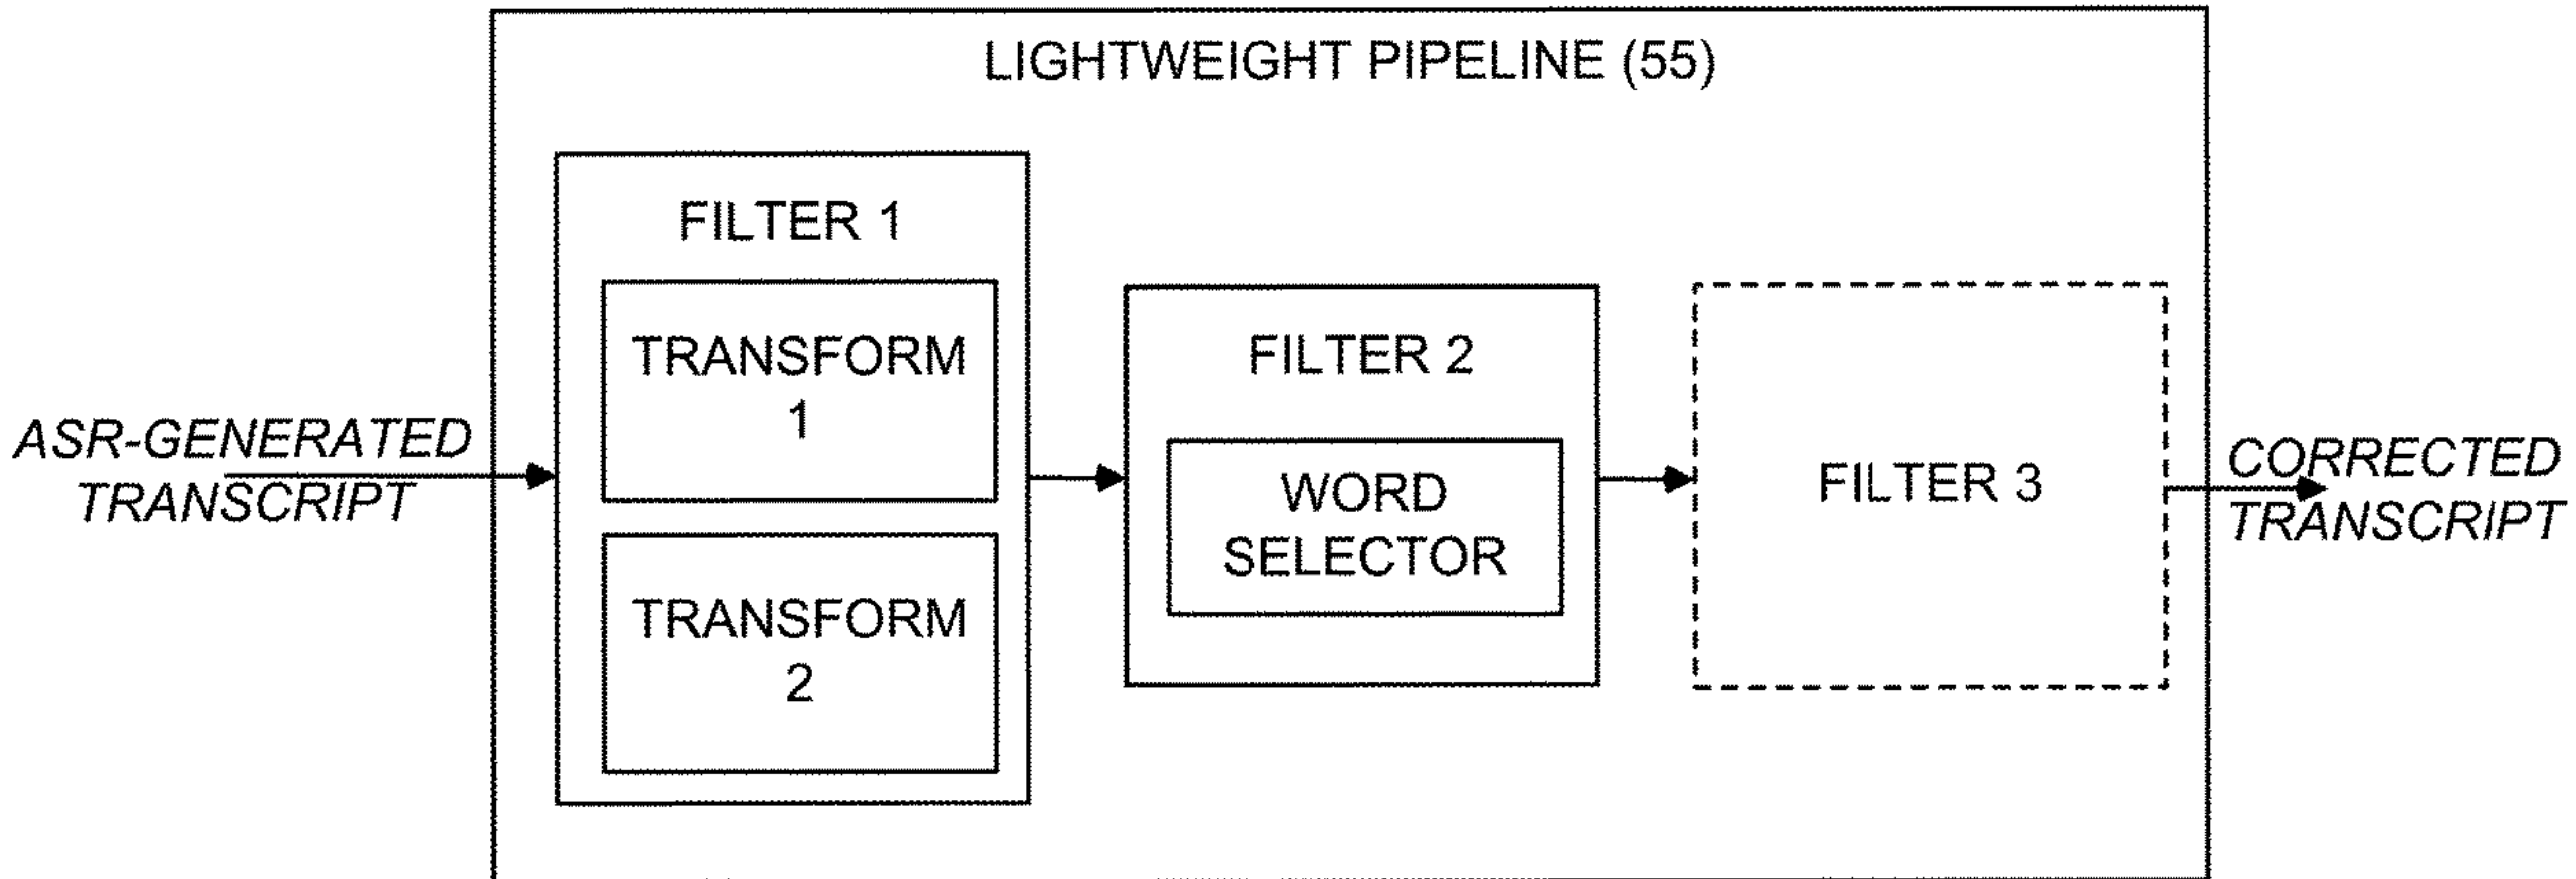 LIGHTWEIGHT PIPELINE (55)
ASR-GENERATED
TRANSCRIPT
FILTER 1
TRANSFORM
1
TRANSFORM
2
FILTER 2
WORD
SELECTOR
FILTER 3
CORRECTED
TRANSCRIPT